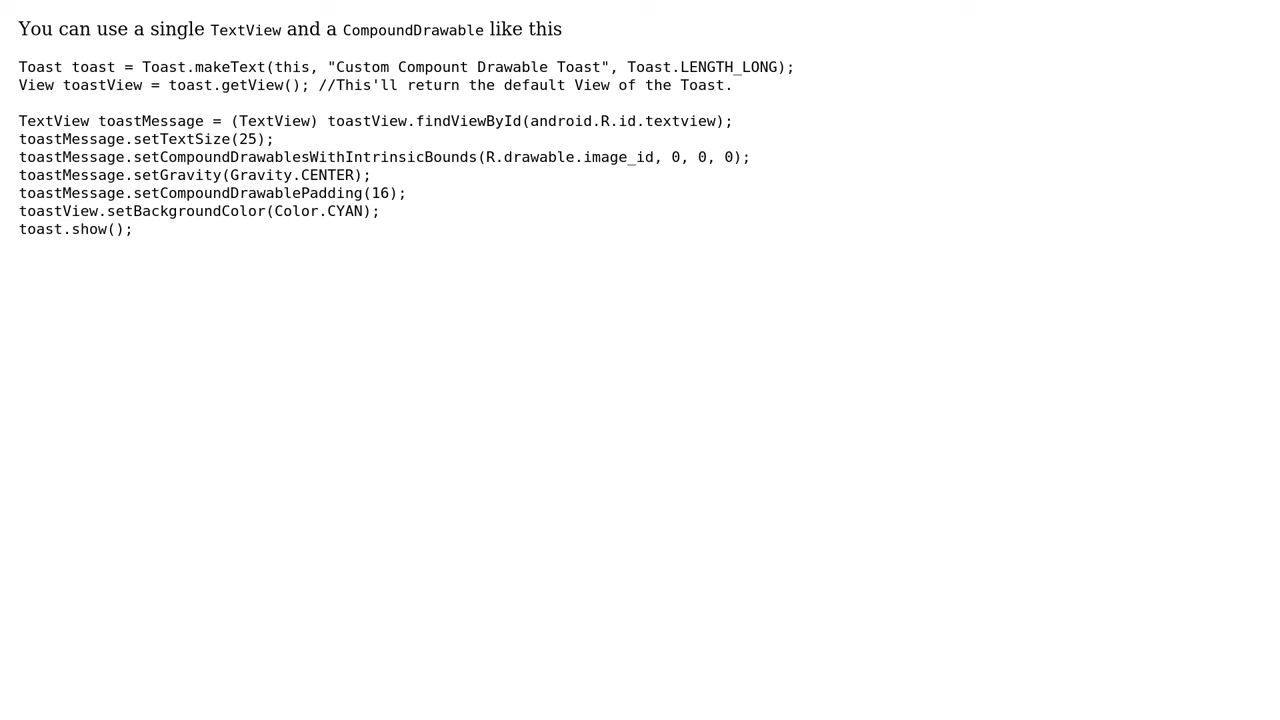 You can use a single TextView and a CompoundDrawable like this
Toast toast = Toast.makeText(this, "Custom Compount Drawable Toast", Toast.LENGTH_LONG);
View toastView = toast.getView(); //This'll return the default View of the Toast.
TextView toastMessage = (TextView) toastView.findViewById(android.R.id.textview);
toastMessage.setTextSize(25);
toastMessage.setCompoundDrawablesWithIntrinsicBounds(R.drawable.image_id, 0, 0, 0);
toastMessage.setGravity(Gravity.CENTER);
toastMessage.setCompoundDrawablePadding(16);
toastView.setBackgroundColor(Color.CYAN);
toast.show();